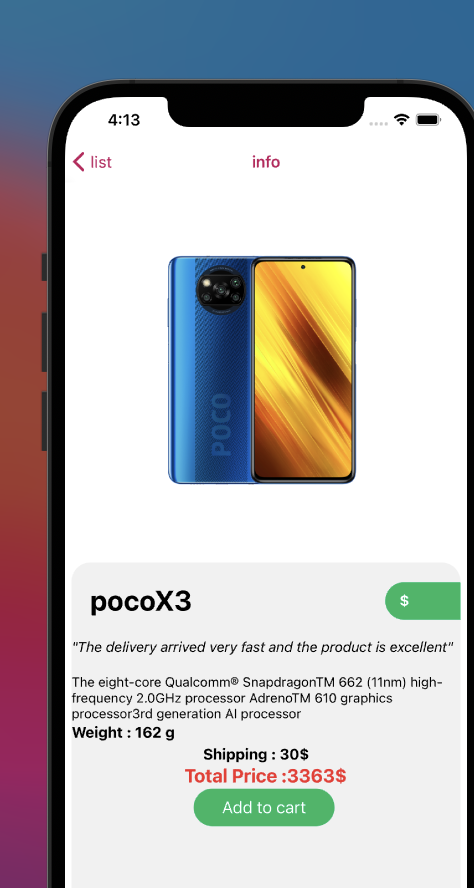 4:13
list
info
POCO
pocoX3
$
"The delivery arrived very fast and the product is excellent"
The eight-core Qualcomm® SnapdragonTM 662 (11nm) high-
frequency 2.0GHz processor AdrenoTM 610 graphics
processor3rd generation AI processor
Weight : 162 g
Shipping : 30$
Total Price :3363$
Add to cart